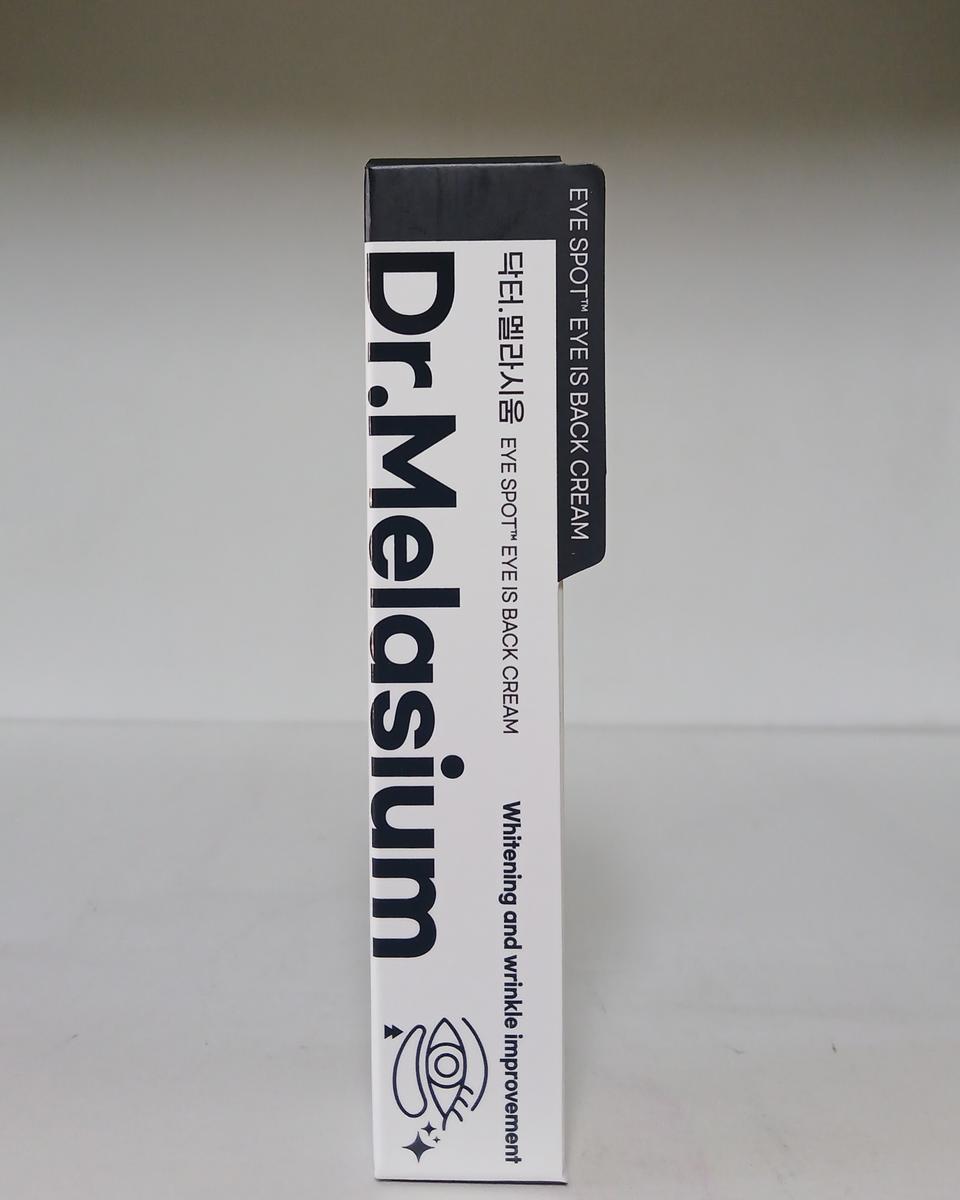 EYE SPOT™ EYE IS BACK CREAM
닥터.멜라시움 EYE SPOT™ EYE IS BACK CREAM
Whitening and wrinkle improvement
Dr.Melasium